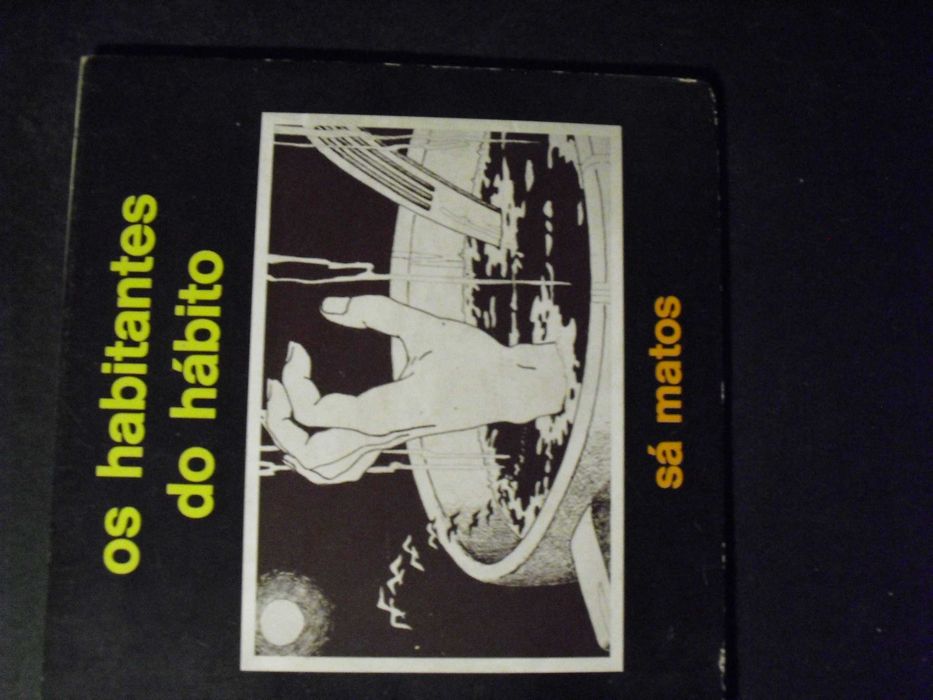 os habitantes
do hábito
sá matos